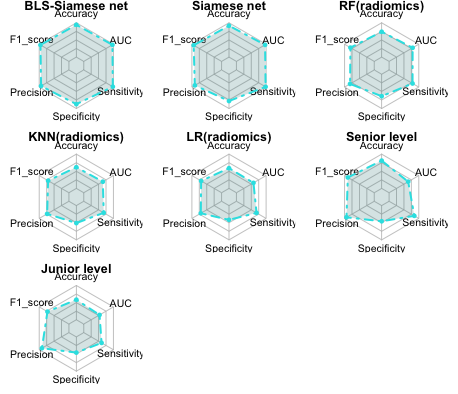 BLS-Siamese net
Accuracy
F1_score
AUC
Precision
Sensitivity
Specificity
Siamese net
Accuracy
F1_score
AUC
Precision
Sensitivity
Specificity
RF(radiomics)
Accuracy
F1_score
AUC
Precision
Sensitivity
Specificity
KNN(radiomics)
Accuracy
F1_score
AUC
Precision
Sensitivity
Specificity
LR(radiomics)
Accuracy
F1_score
AUC
Precision
Sensitivity
Specificity
Senior level
Accuracy
F1_score
AUC
Precision
Sensitivity
Specificity
Junior level
Accuracy
F1_score
AUC
Precision
Sensitivity
Specificity